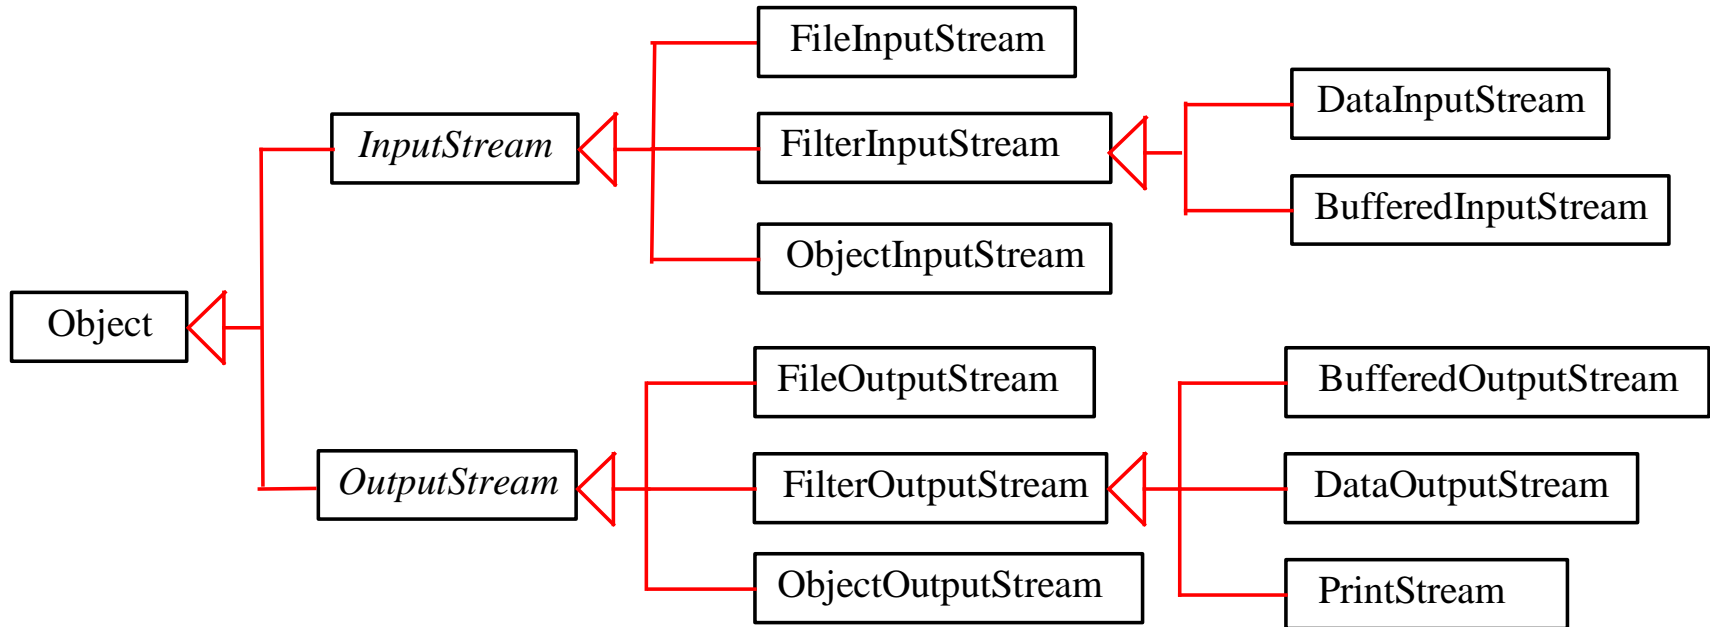 FileInputStream
DataInputStream
InputStream
FilterInputStream
BufferedInputStream
ObjectInputStream
Object
FileOutputStream
BufferedOutputStream
OutputStream
FilterOutputStream
DataOutputStream
ObjectOutputStream
PrintStream